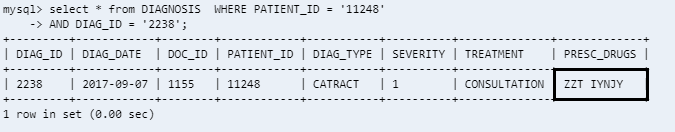 mysql> select * from DIAGNOSIS  WHERE PATIENT_ID = '11248'
    -> AND DIAG_ID = '2238';
+---------+------------+--------+------------+-----------+----------+--------------+-------------+
| DIAG_ID | DIAG_DATE | DOC_ID | PATIENT_ID | DIAG_TYPE | SEVERITY | TREATMENT | PRESC_DRUGS |
+---------+------------+--------+------------+-----------+----------+--------------+-------------+
| 2238 | 2017-09-07 | 1155 | 11248 | CATRACT | 1 | CONSULTATION | ZZT IYNJY
+---------+------------+--------+------------+-----------+----------+--------------+-------------+
1 row in set (0.00 sec)